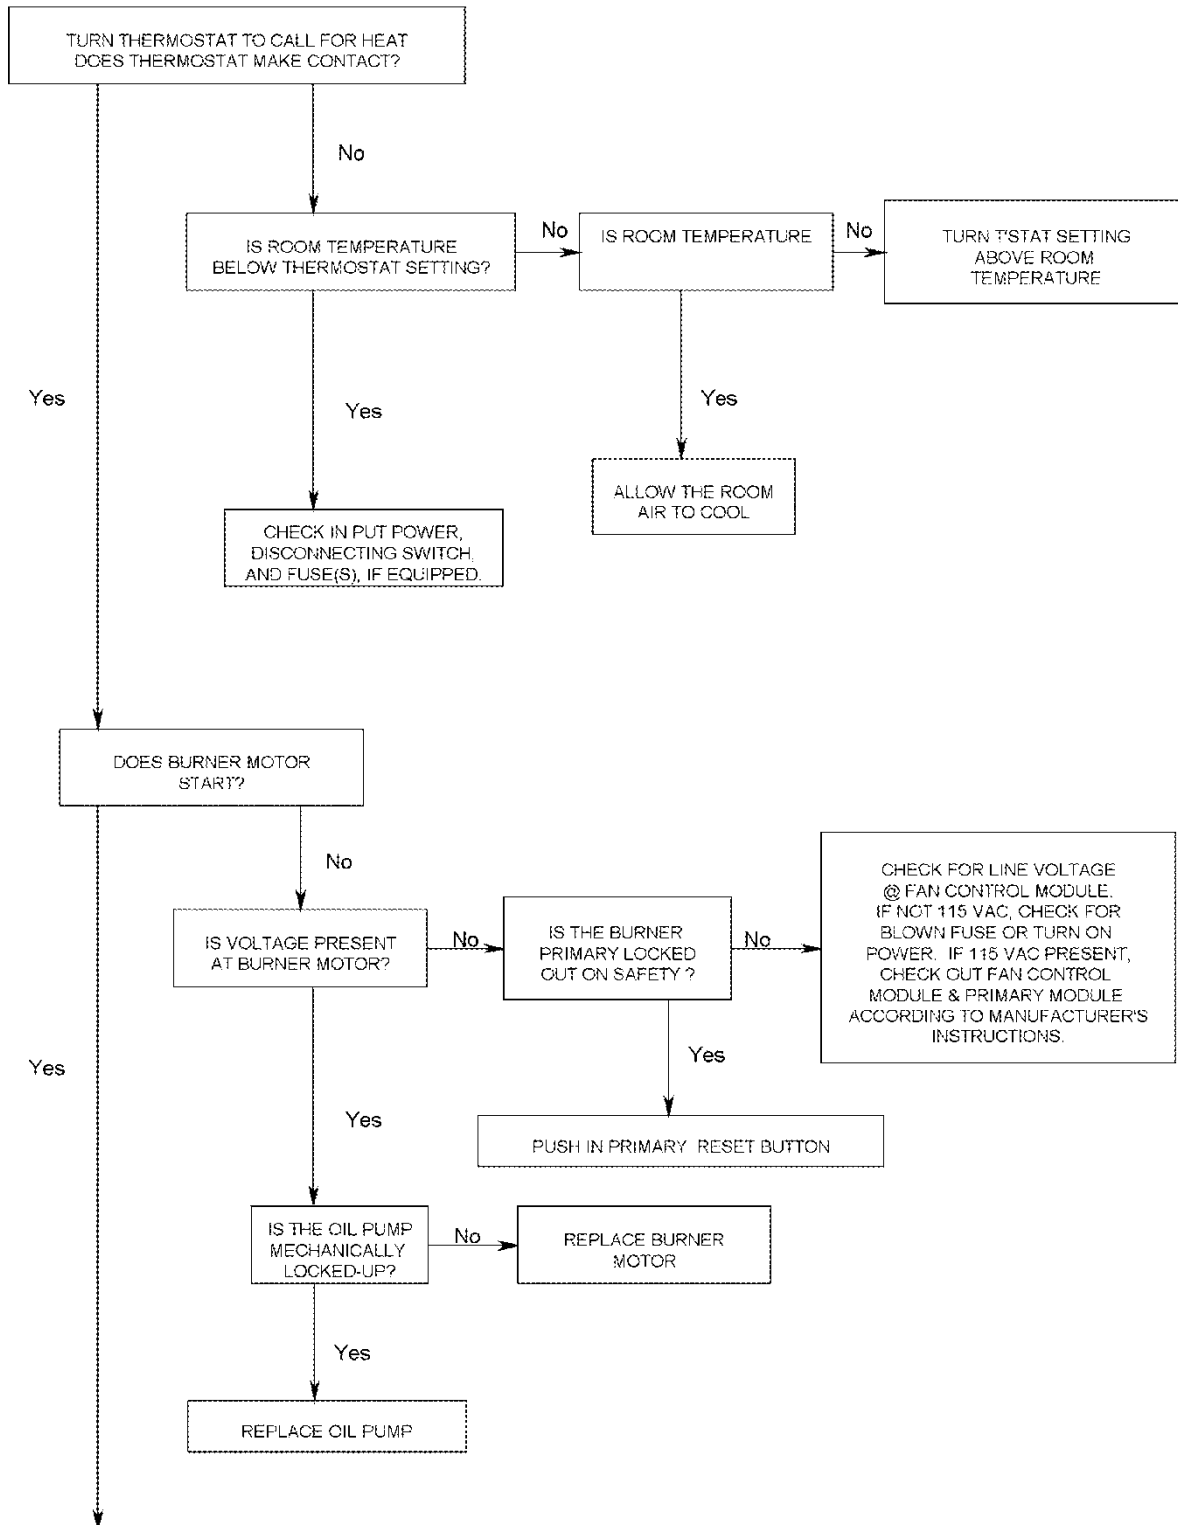 TURN THERMOSTAT TO CALL FOR HEAT
DOES THERMOSTAT MAKE CONTACT?
No
IS ROOM TEMPERATURE
BELOW THERMOSTAT SETTING?
No
IS ROOM TEMPERATURE
No
TURN T'STAT SETTING
ABOVE ROOM
TEMPERATURE
Yes
Yes
Yes
ALLOW THE ROOM
AIR TO COOL
CHECK IN PUT POWER,
DISCONNECTING SWITCH,
AND FUSE(S), IF EQUIPPED.
DOES BURNER MOTOR
START?
No
IS VOLTAGE PRESENT
AT BURNER MOTOR?
No
IS THE BURNER
PRIMARY LOCKED
OUT ON SAFETY ?
No
CHECK FOR LINE VOLTAGE
@ FAN CONTROL MODULE.
IF NOT 115 VAC, CHECK FOR
BLOWN FUSE OR TURN ON
POWER.  IF 115 VAC PRESENT,
CHECK OUT FAN CONTROL
MODULE & PRIMARY MODULE
ACCORDING TO MANUFACTURER'S
INSTRUCTIONS.
Yes
Yes
Yes
PUSH IN PRIMARY  RESET BUTTON
IS THE OIL PUMP
MECHANICALLY
LOCKED-UP?
No
REPLACE BURNER
MOTOR
Yes
REPLACE OIL PUMP